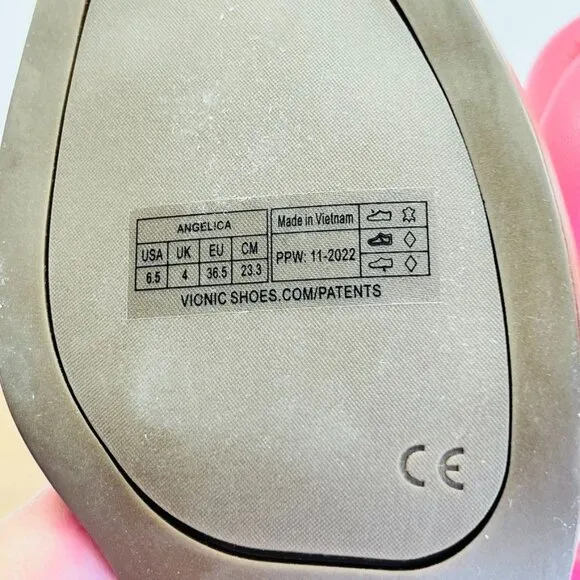 ANGELICA
USA UK EU CM
6.5 4 36.5 23.3
Made in Vietnam
PPW: 11-2022
VIONIC SHOES.COM/PATENTS
CE